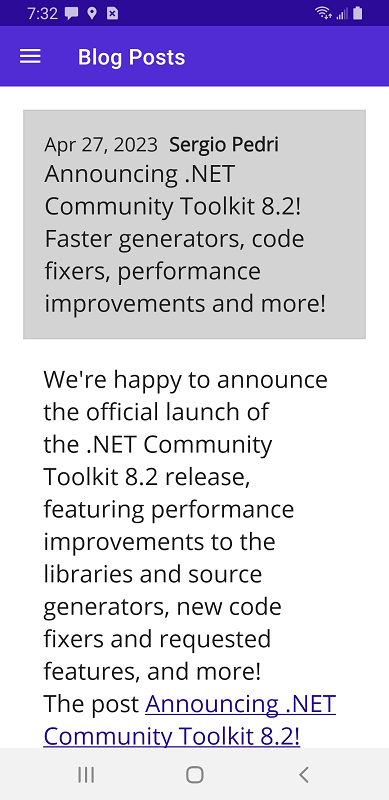 7:32
Blog Posts
Apr 27, 2023 Sergio Pedri
Announcing .NET
Community Toolkit 8.2!
Faster generators, code
fixers, performance
improvements and more!
We're happy to announce
the official launch of
the .NET Community
Toolkit 8.2 release,
featuring performance
improvements to the
libraries and source
generators, new code
fixers and requested
features, and more!
The post Announcing .NET
Community Toolkit 8.2!